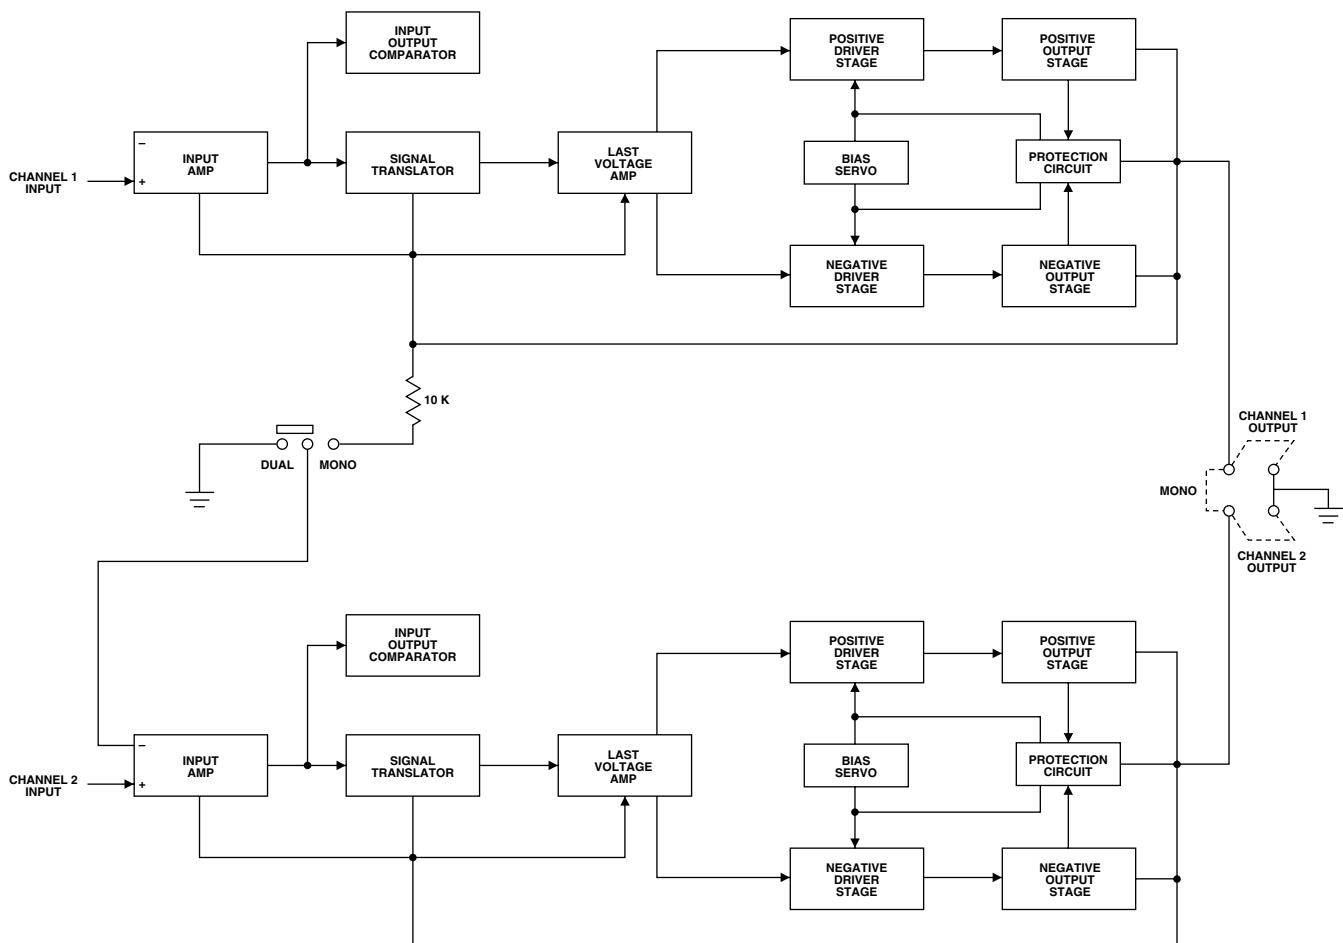 INPUT
OUTPUT
COMPARATOR
POSITIVE
DRIVER
STAGE
POSITIVE
OUTPUT
STAGE
CHANNEL 1
INPUT
–
+
INPUT
AMP
SIGNAL
TRANSLATOR
LAST
VOLTAGE
AMP
BIAS
SERVO
PROTECTION
CIRCUIT
NEGATIVE
DRIVER
STAGE
NEGATIVE
OUTPUT
STAGE
10 K
DUAL
MONO
CHANNEL 1
OUTPUT
MONO
CHANNEL 2
OUTPUT
INPUT
OUTPUT
COMPARATOR
POSITIVE
DRIVER
STAGE
POSITIVE
OUTPUT
STAGE
CHANNEL 2
INPUT
–
+
INPUT
AMP
SIGNAL
TRANSLATOR
LAST
VOLTAGE
AMP
BIAS
SERVO
PROTECTION
CIRCUIT
NEGATIVE
DRIVER
STAGE
NEGATIVE
OUTPUT
STAGE